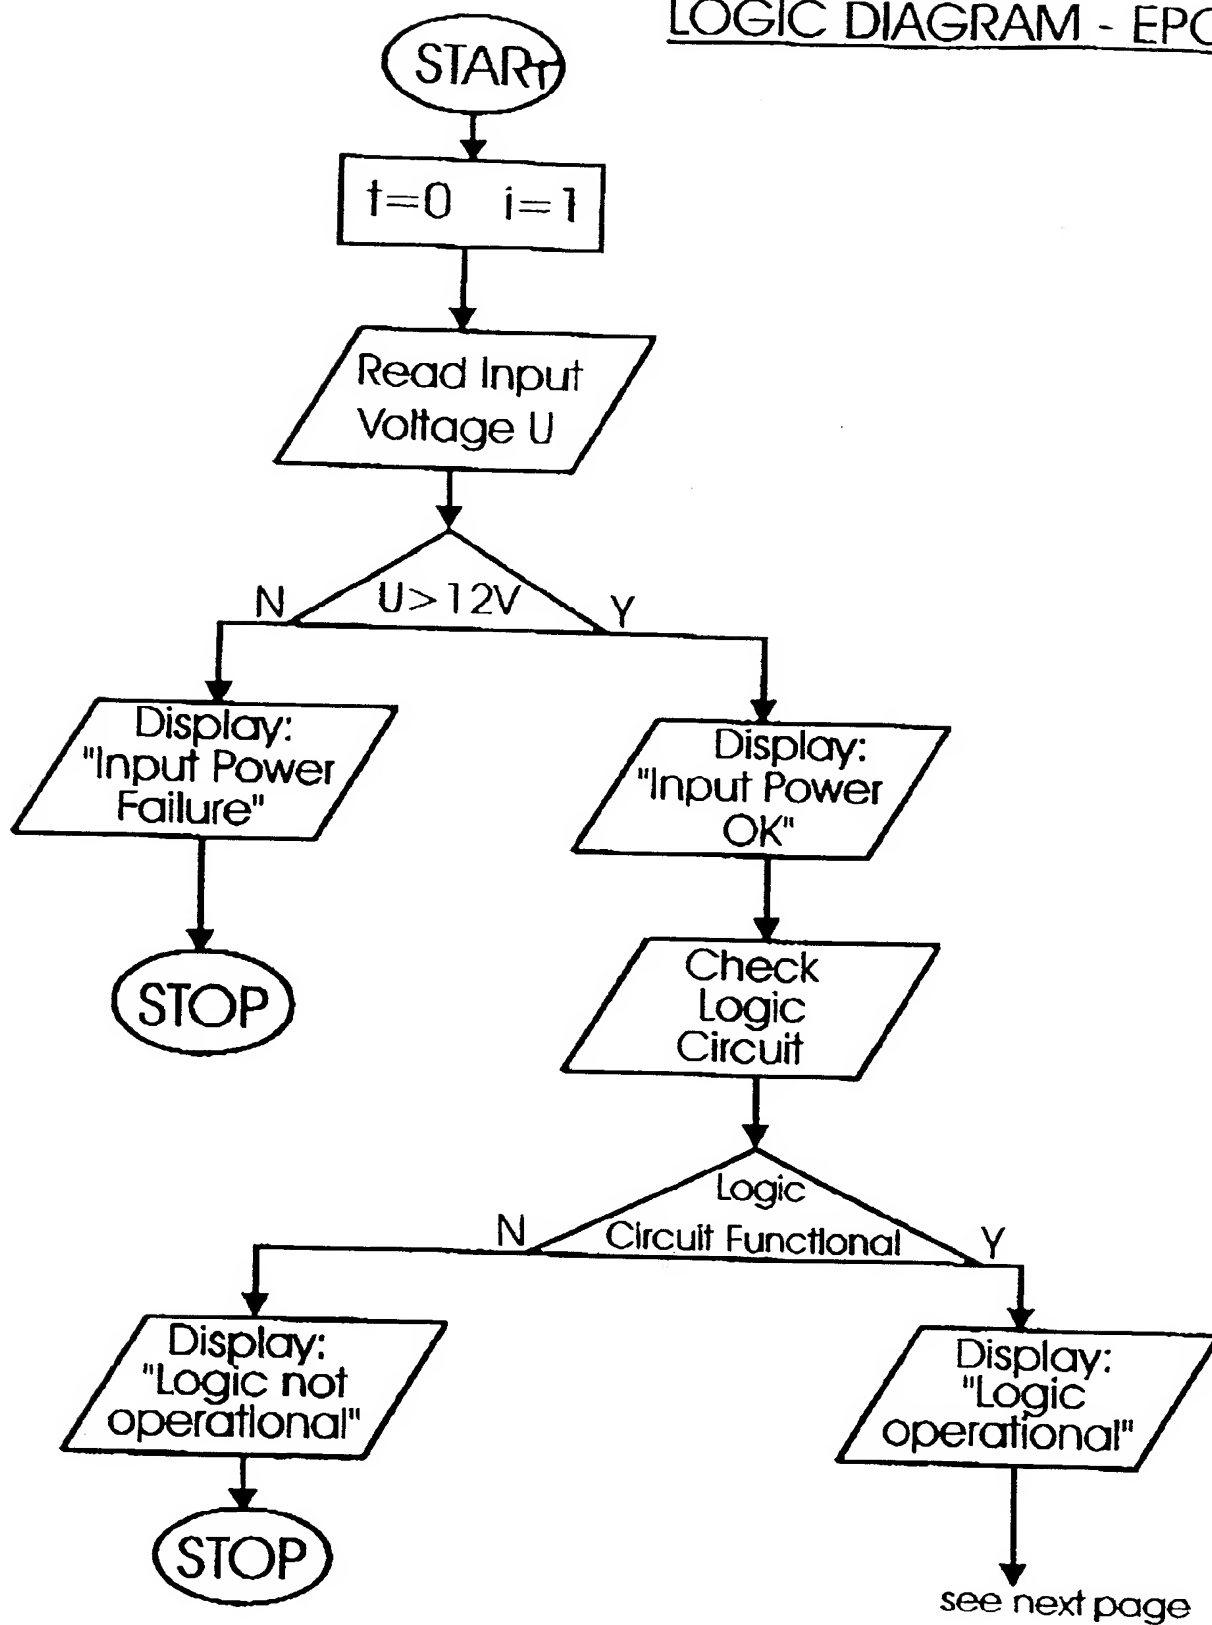 LOGIC DIAGRAM - EPC
START
t=0 i=1
Read Input
Voltage U
U>12V
N
Y
Display:
"Input Power
Failure"
Display:
"Input Power
OK"
STOP
Check
Logic
Circuit
Logic
Circuit Functional
N
Y
Display:
"Logic not
operational"
Display:
"Logic
operational"
STOP
see next page